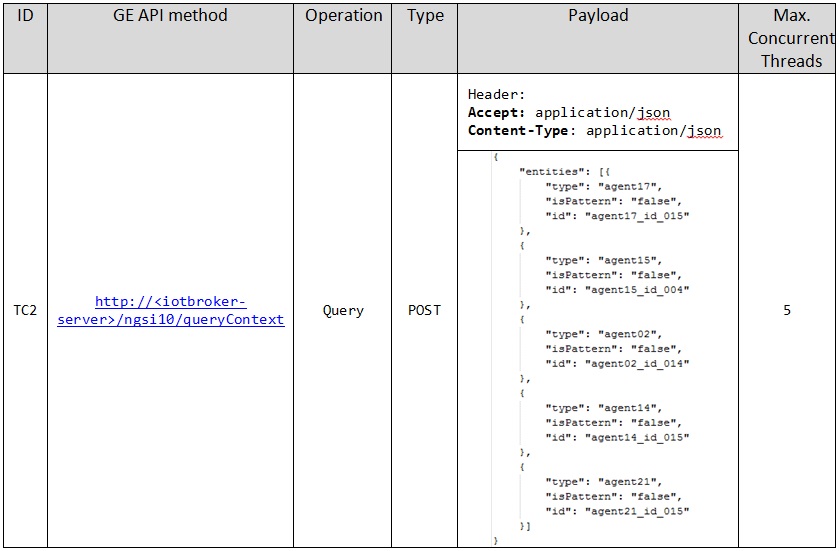 ID GE API method Operation Type Payload Max.
Concurrent
Threads
Header:
Accept: application/json
Content-Type: application/json
{
"entities": [{
"type": "agent17",
"isPattern": "false",
"id": "agent17_id_015"
},
{
"type": "agent15",
"isPattern": "false",
"id": "agent15_id_004"
},
{
"type": "agent02",
"isPattern": "false",
"id": "agent02_id_014"
},
{
"type": "agent14",
"isPattern": "false",
"id": "agent14_id_015"
},
{
"type": "agent21",
"isPattern": "false",
"id": "agent21_id_015"
}]
}
TC2 http://<iotbroker-
server>/ngsi10/queryContext Query POST 5